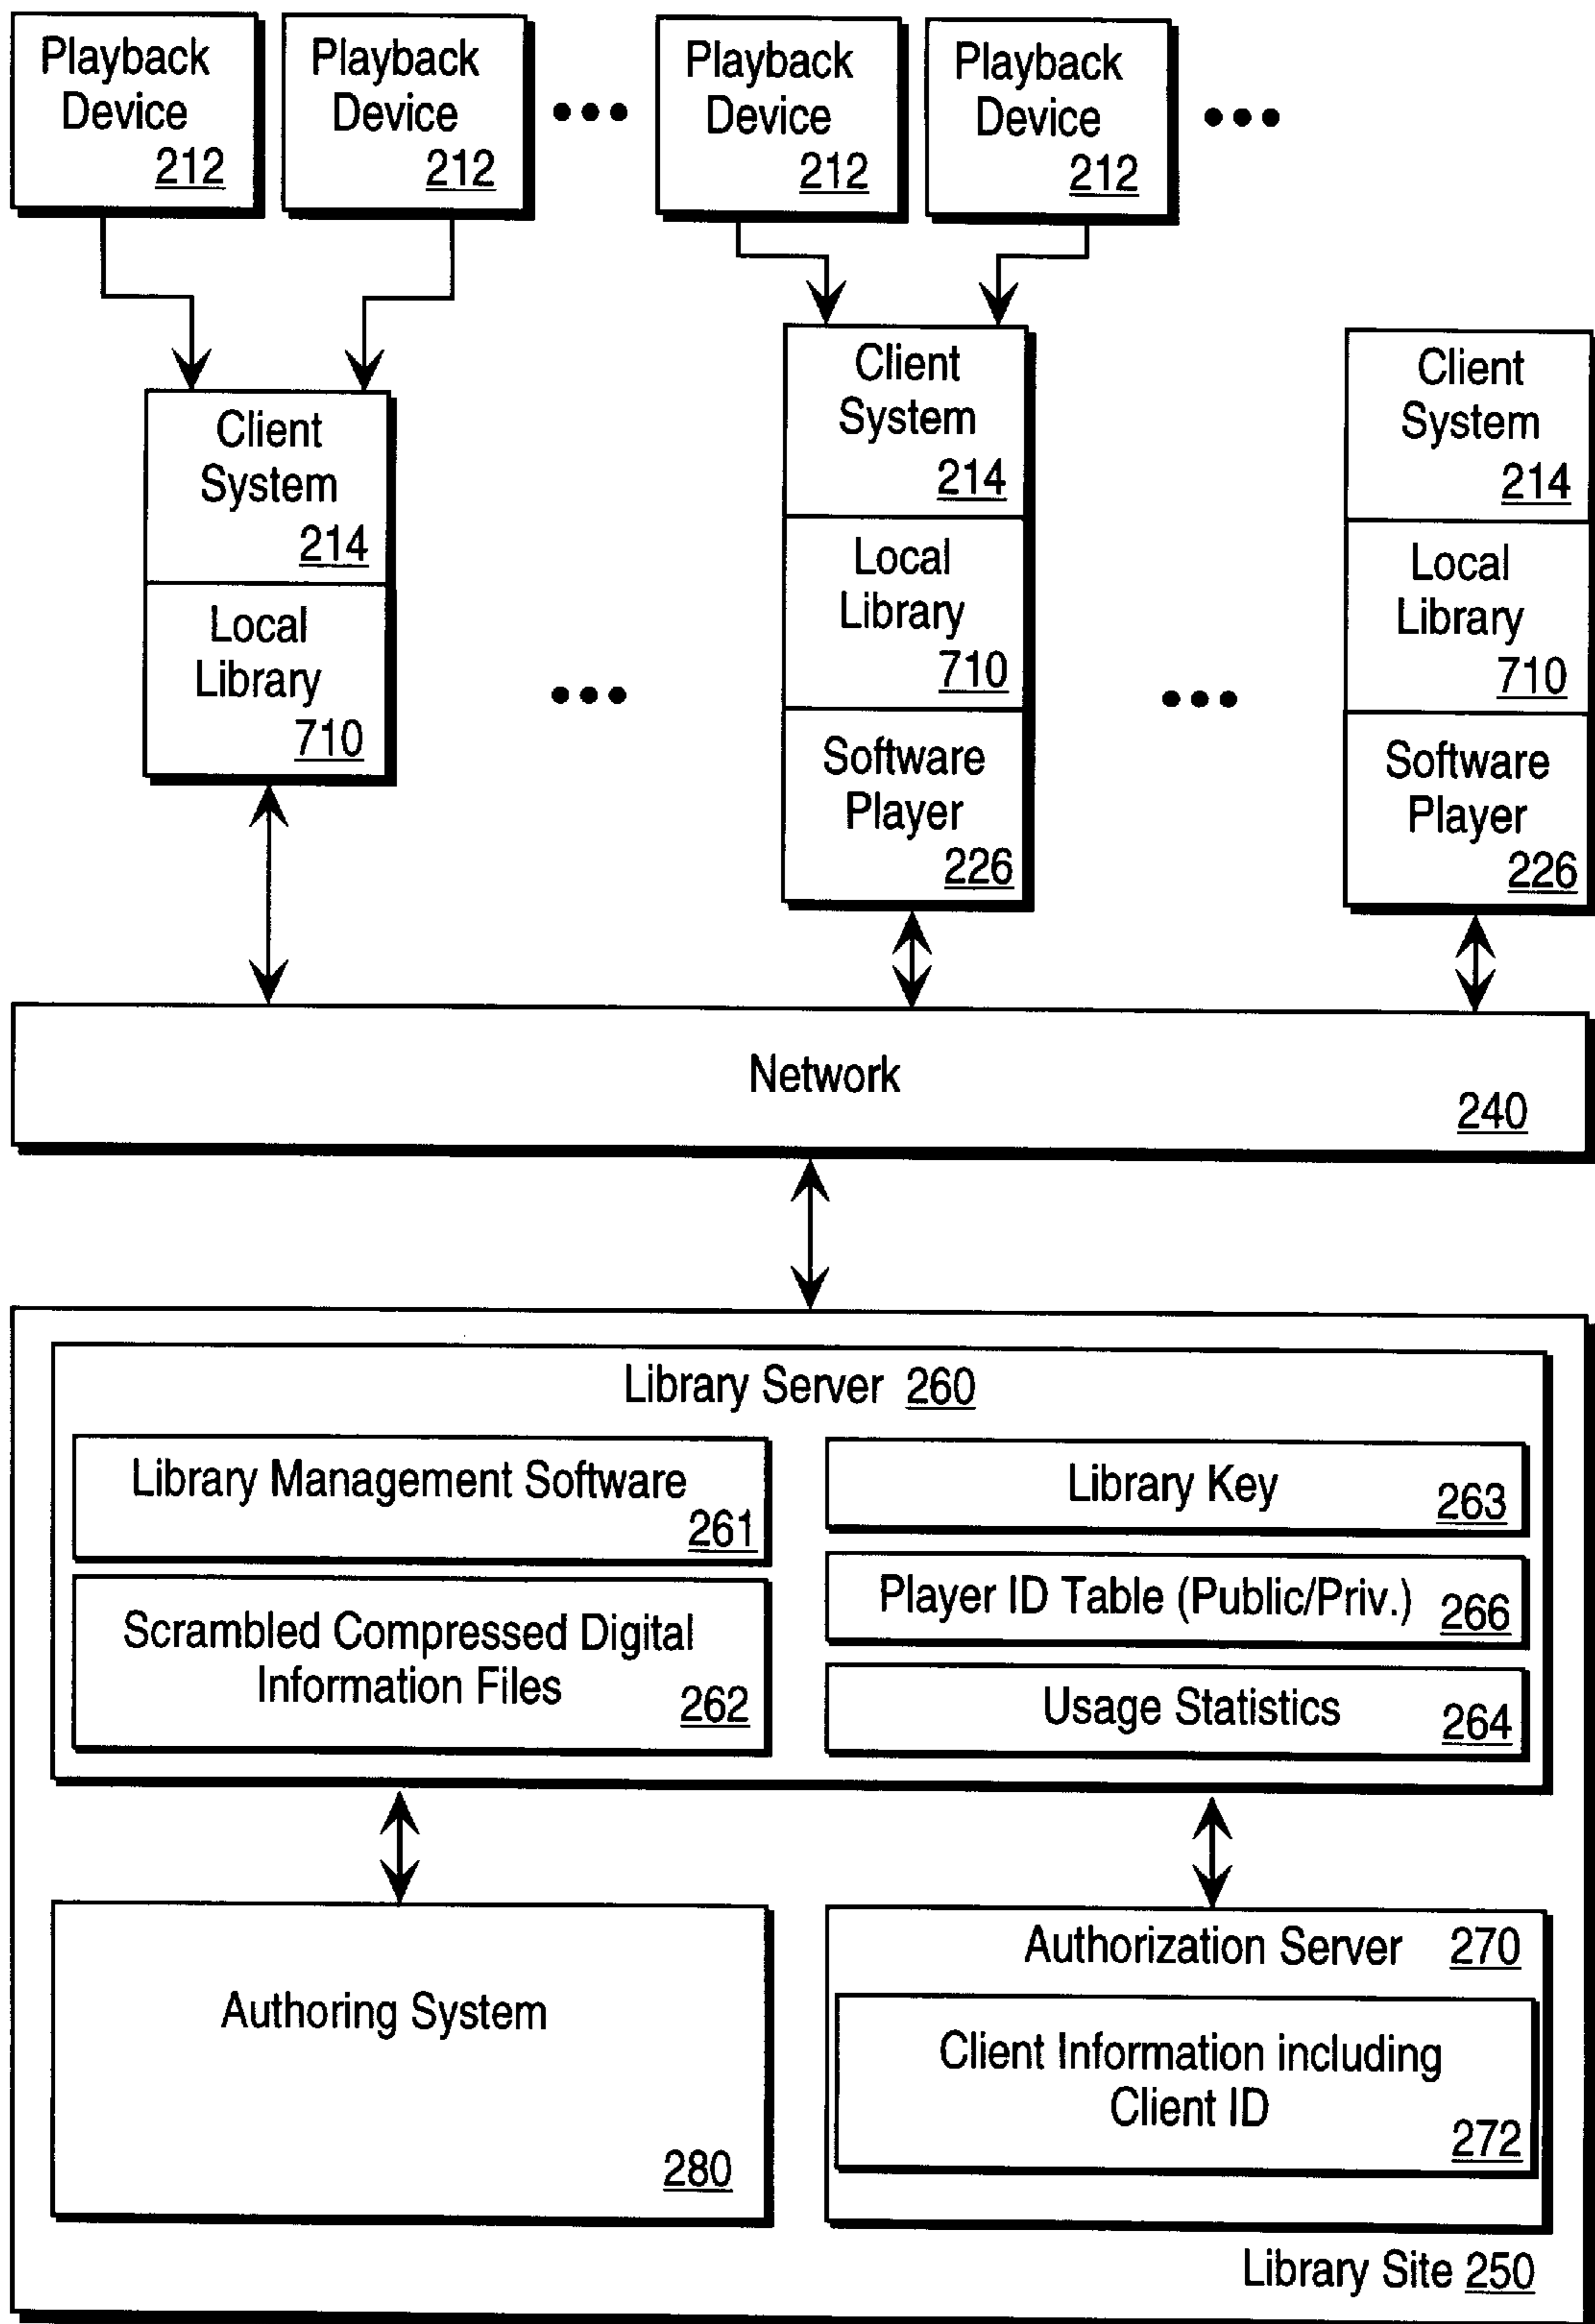 Playback
Device
212
Playback
Device
212
Playback
Device
212
Playback
Device
212
Client
System
214
Local
Library
710
Client
System
214
Local
Library
710
Software
Player
226
Client
System
214
Local
Library
710
Software
Player
226
Network
240
Library Server 260
Library Management Software
261
Scrambled Compressed Digital
Information Files
262
Library Key
263
Player ID Table (Public/Priv.)
266
Usage Statistics
264
Authoring System
280
Authorization Server 270
Client Information including
Client ID
272
Library Site 250